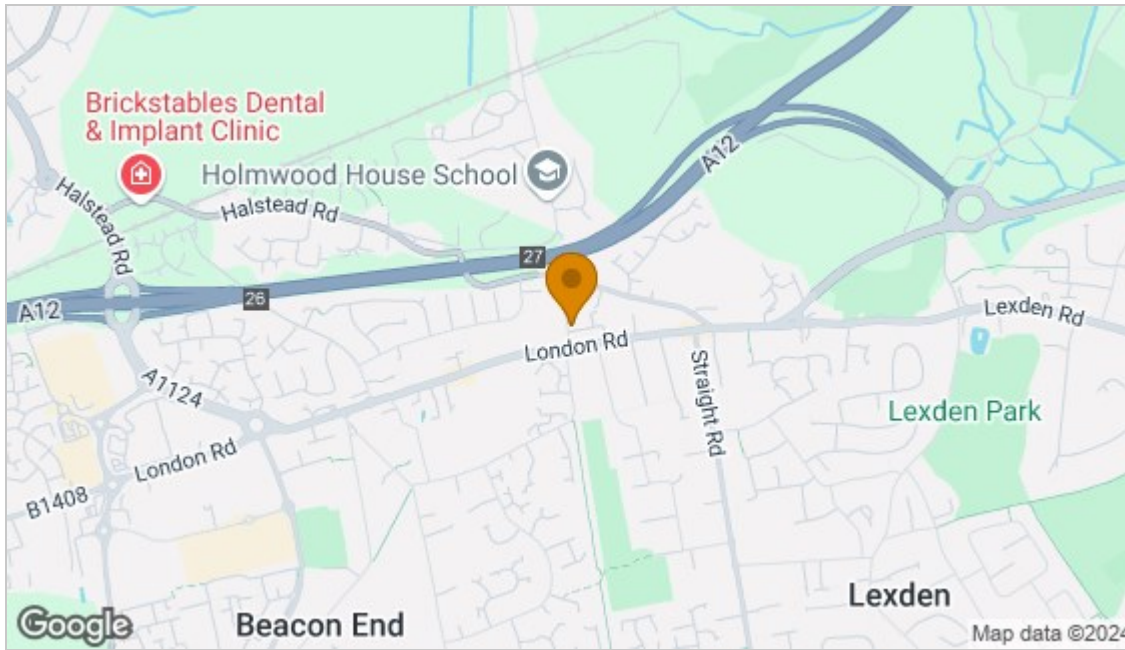 Brickstables Dental
& Implant Clinic
Holmwood House School
A12
Halstead Rd
Halstead Rd
27
26
A12
London Rd
Lexden Rd
Straight Rd
A1124
Lexden Park
London Rd
B1408
Lexden
Beacon End
Google
Map data ©2024